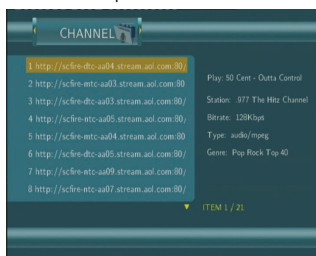 CHANNEL
1 http://scfire-dtc-aa04.stream.aol.com:80/
2 http://scfire-mtc-aa03.stream.aol.com:80
3 http://scfire-dtc-aa03.stream.aol.com:80/
4 http://scfire-ntc-aa05.stream.aol.com:80/
5 http://scfire-mtc-aa04.stream.aol.com:80
6 http://scfire-dtc-aa05.stream.aol.com:80/
7 http://scfire-ntc-aa09.stream.aol.com:80/
8 http://scfire-ntc-aa07.stream.aol.com:80/
Play: 50 Cent - Outta Control
Station: .977 The Hitz Channel
Bitrate: 128Kbps
Type: audio/mpeg
Genre: Pop Rock Top 40
ITEM 1 / 21